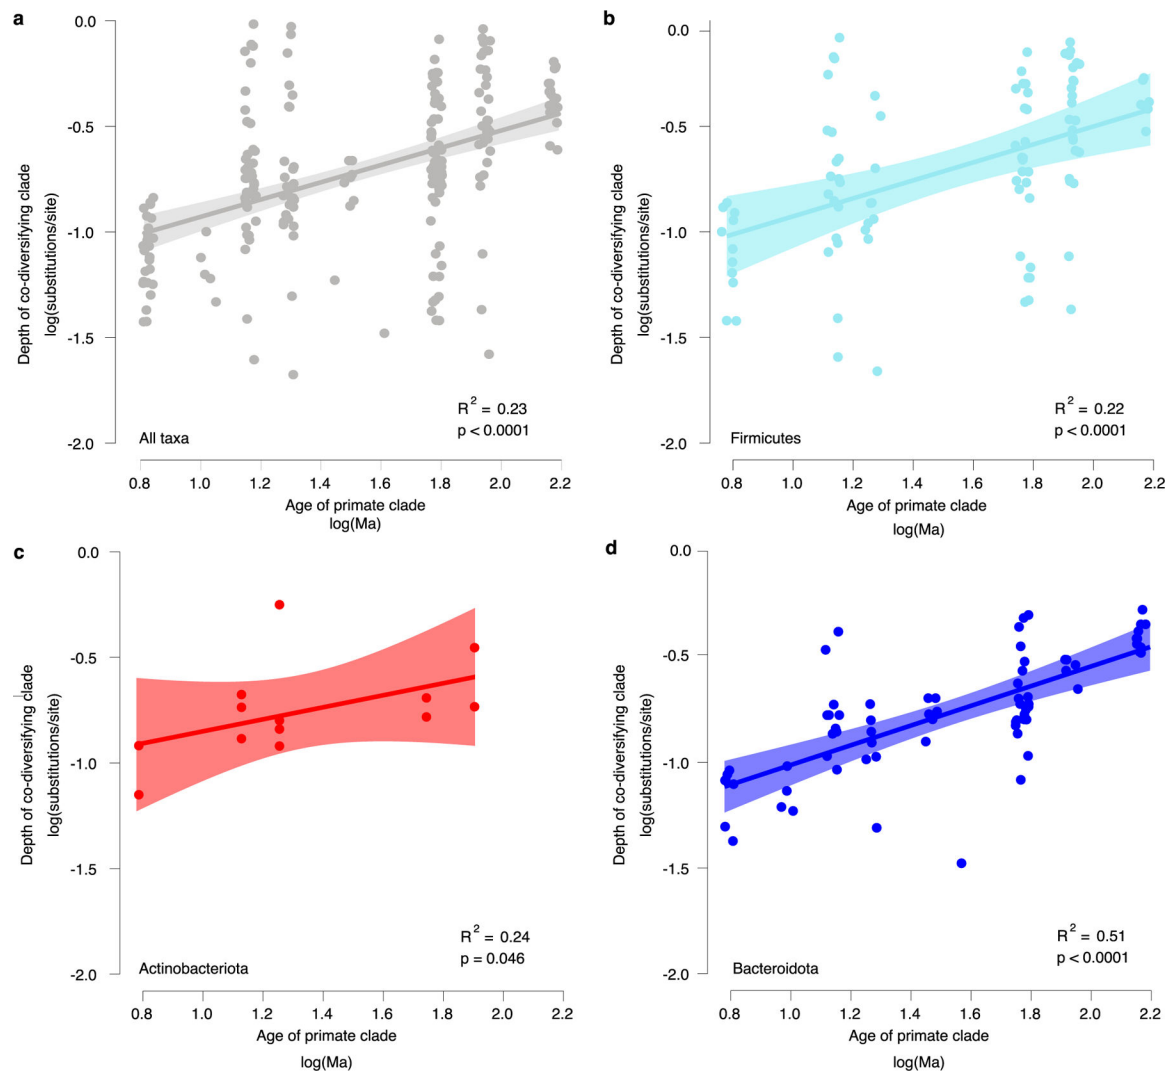 a
0.0
-0.5
-1.0
-1.5
-2.0
Depth of co-diversifying clade
log(substitutions/site)
R² = 0.23
p < 0.0001
All taxa
0.8 1.0 1.2 1.4 1.6 1.8 2.0 2.2
Age of primate clade
log(Ma)
b
0.0
-0.5
-1.0
-1.5
-2.0
Depth of co-diversifying clade
log(substitutions/site)
R² = 0.22
p < 0.0001
Firmicutes
0.8 1.0 1.2 1.4 1.6 1.8 2.0 2.2
Age of primate clade
log(Ma)
c
0.0
-0.5
-1.0
-1.5
-2.0
Depth of co-diversifying clade
log(substitutions/site)
R² = 0.24
p = 0.046
Actinobacteriota
0.8 1.0 1.2 1.4 1.6 1.8 2.0 2.2
Age of primate clade
log(Ma)
d
0.0
-0.5
-1.0
-1.5
-2.0
Depth of co-diversifying clade
log(substitutions/site)
R² = 0.51
p < 0.0001
Bacteroidota
0.8 1.0 1.2 1.4 1.6 1.8 2.0 2.2
Age of primate clade
log(Ma)